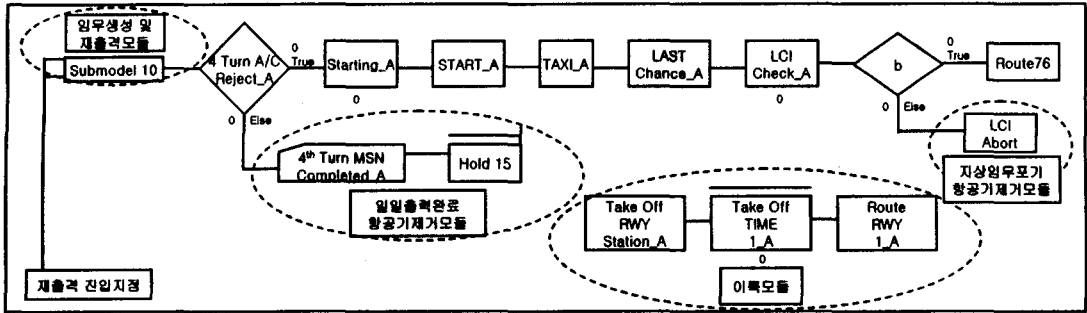 임무생성 및
재출격모듈
Submodel 10
4 Turn A/C
Reject_A
0
True
0
Else
Starting_A
0
START_A
TAXI_A
LAST
Chance_A
LCI
Check_A
0
b
0
True
0
Else
Route76
LCI
Abort
지상임무포기
항공기제거모듈
4th Turn MSN
Completed_A
Hold 15
일일출력완료
항공기제거모듈
Take Off
RWY
Station_A
Take Off
TIME
1_A
0
Route
RWY
1_A
이륙모듈
재출격 진입지점